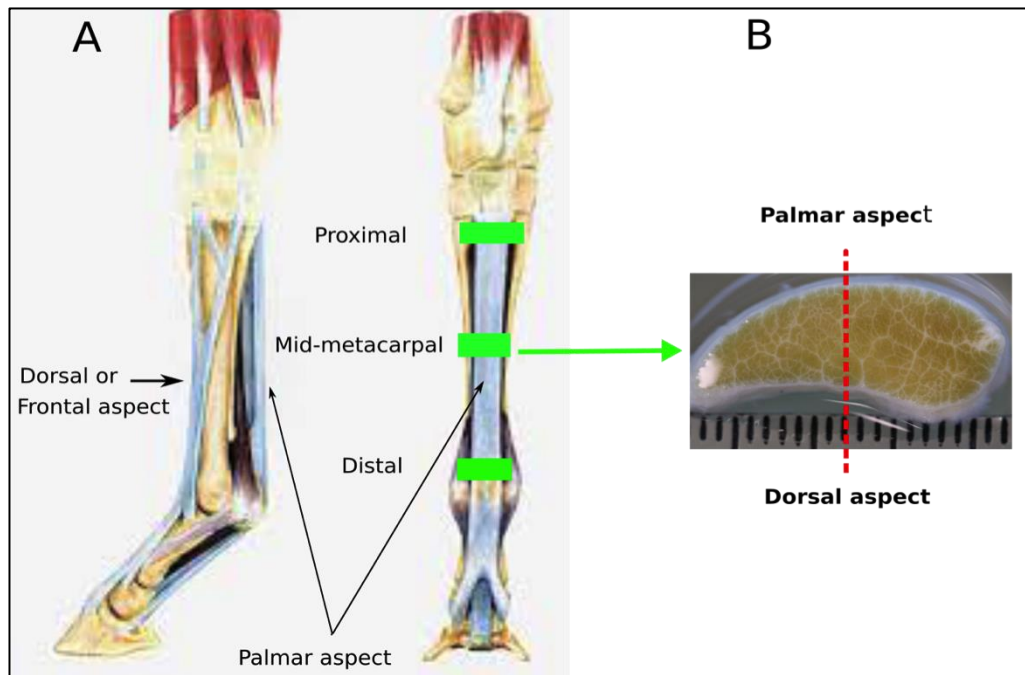 A
B
Proximal
Mid-metacarpal
Dorsal or
Frontal aspect
Distal
Palmar aspect
Palmar aspect
Dorsal aspect